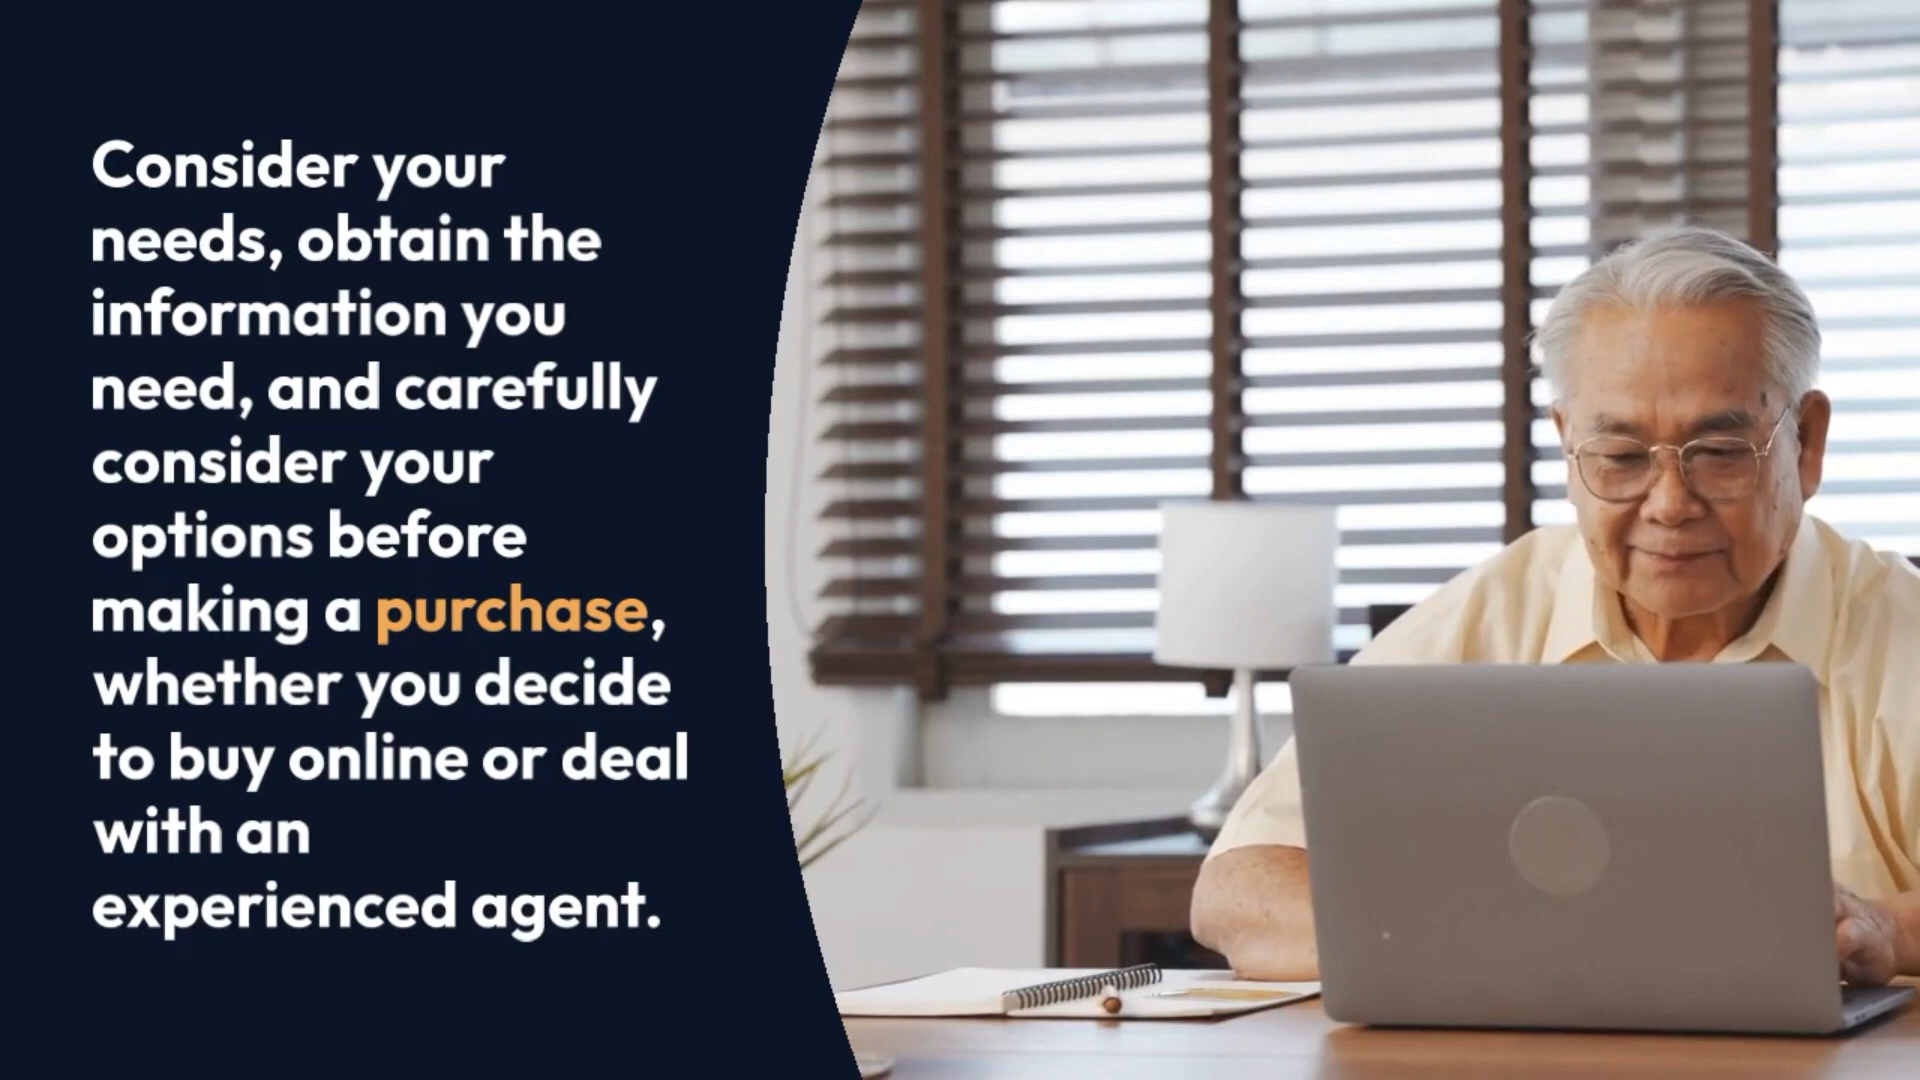 Consider your
needs, obtain the
information you
need, and carefully
consider your
options before
making a purchase,
whether you decide
to buy online or deal
with an
experienced agent.